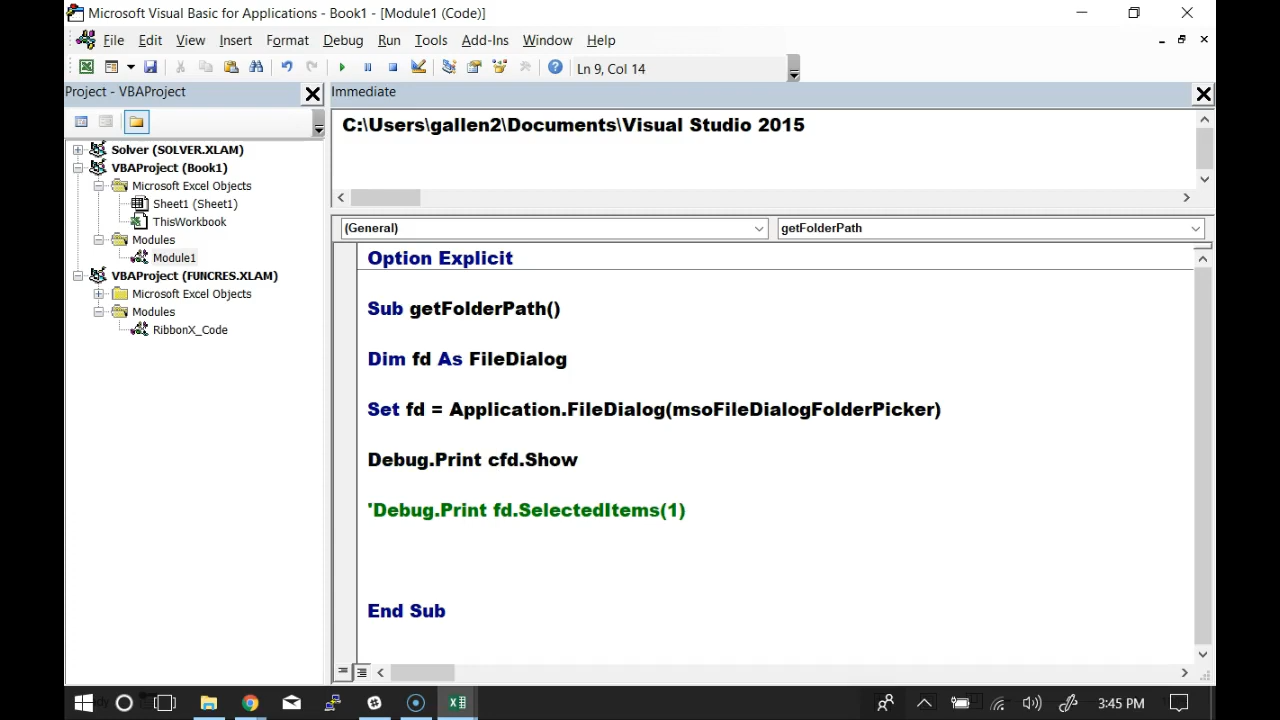 Microsoft Visual Basic for Applications - Book1 - [Module1 (Code)]
File Edit View Insert Format Debug Run Tools Add-Ins Window Help
Ln 9, Col 14
Project - VBAProject
Solver (SOLVER.XLAM)
VBAProject (Book1)
Microsoft Excel Objects
Sheet1 (Sheet1)
ThisWorkbook
Modules
Module1
VBAProject (FUNCRES.XLAM)
Microsoft Excel Objects
Modules
RibbonX_Code
Immediate
C:\Users\gallen2\Documents\Visual Studio 2015
(General) getFolderPath
Option Explicit
Sub getFolderPath()
Dim fd As FileDialog
Set fd = Application.FileDialog(msoFileDialogFolderPicker)
Debug.Print cfd.Show
'Debug.Print fd.SelectedItems(1)
End Sub
3:45 PM